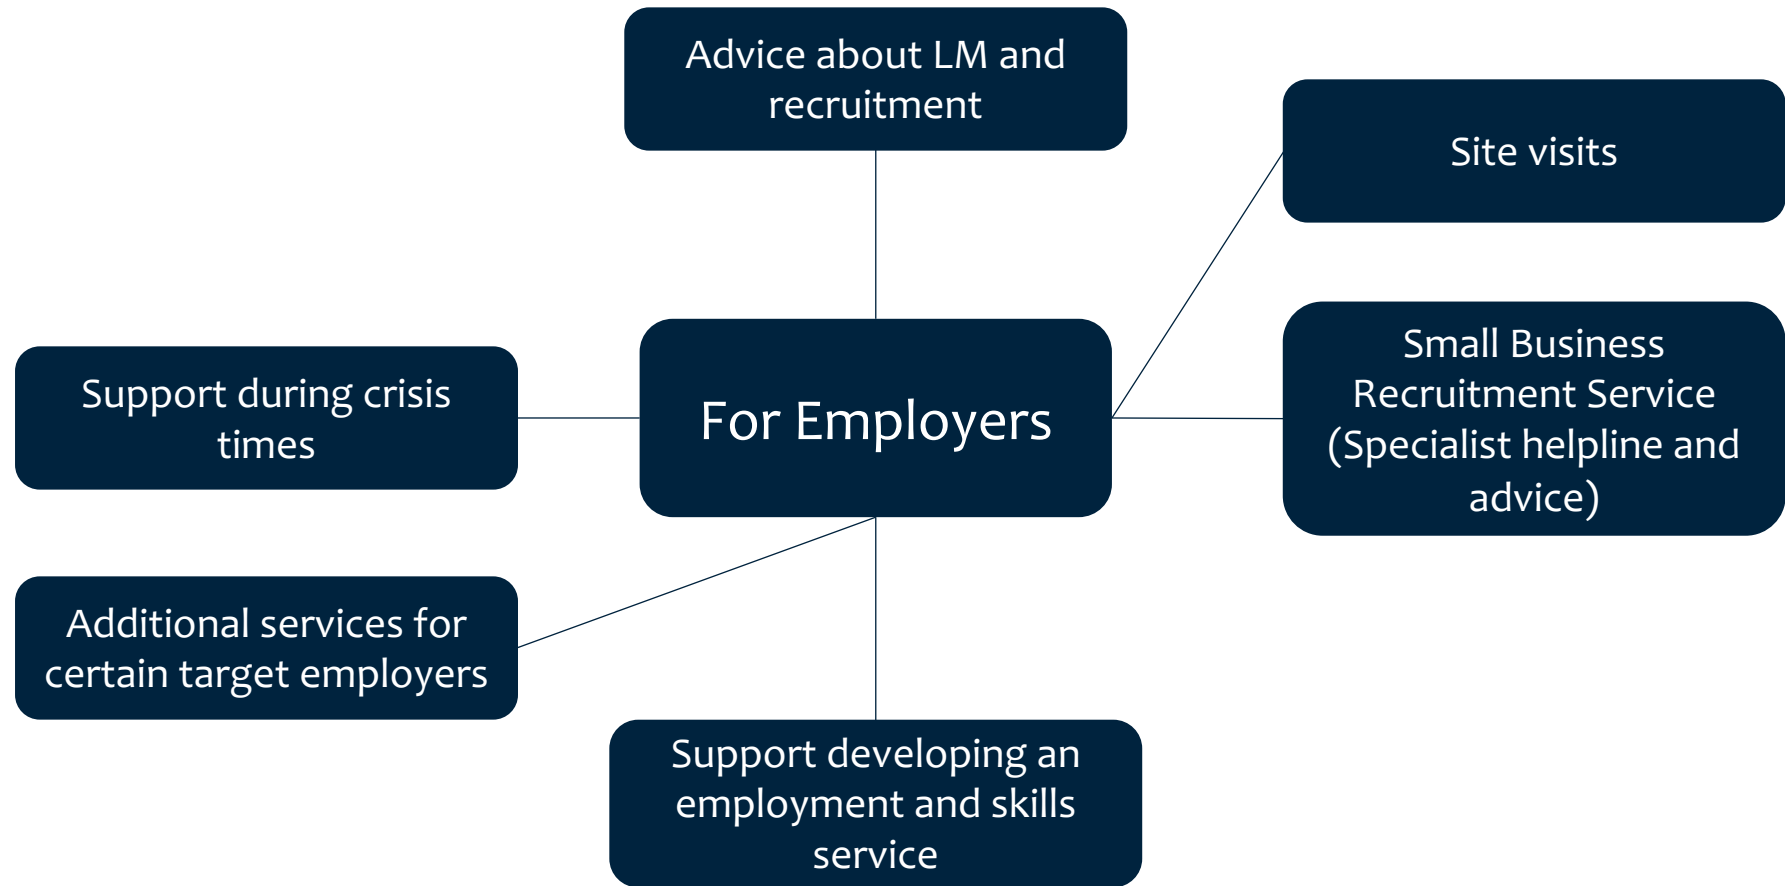 Advice about LM and
recruitment
Site visits
Small Business
Recruitment Service
(Specialist helpline and
advice)
For Employers
Support during crisis
times
Additional services for
certain target employers
Support developing an
employment and skills
service